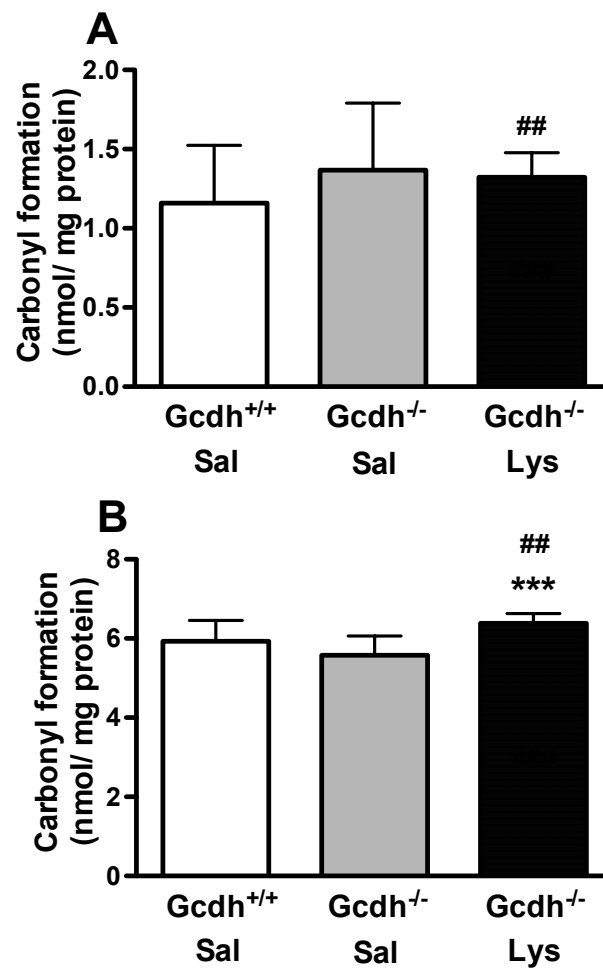 A
Carbonyl formation
(nmol/ mg protein)
2.0
1.5
1.0
0.5
0.0
##
###
Gcdh+/+ Gcdh-/- Gcdh-/-
Sal Sal Lys
B
Carbonyl formation
(nmol/ mg protein)
8
6
4
2
0
##
***
###
Gcdh+/+ Gcdh-/- Gcdh-/-
Sal Sal Lys